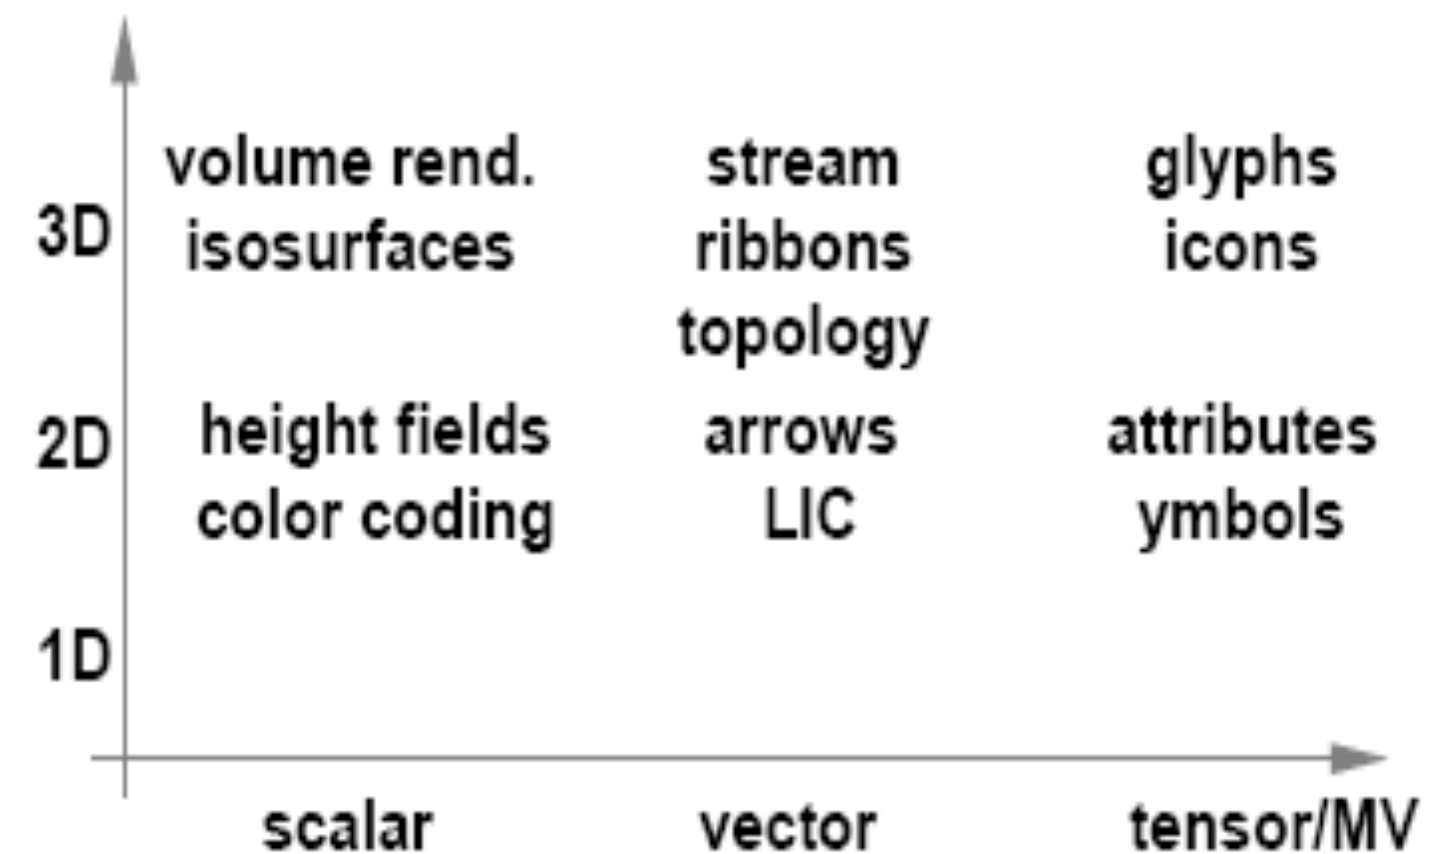 volume rend.
isosurfaces
stream
ribbons
topology
glyphs
icons
3D
height fields
color coding
arrows
LIC
attributes
ymbols
2D
1D
scalar
vector
tensor/MV